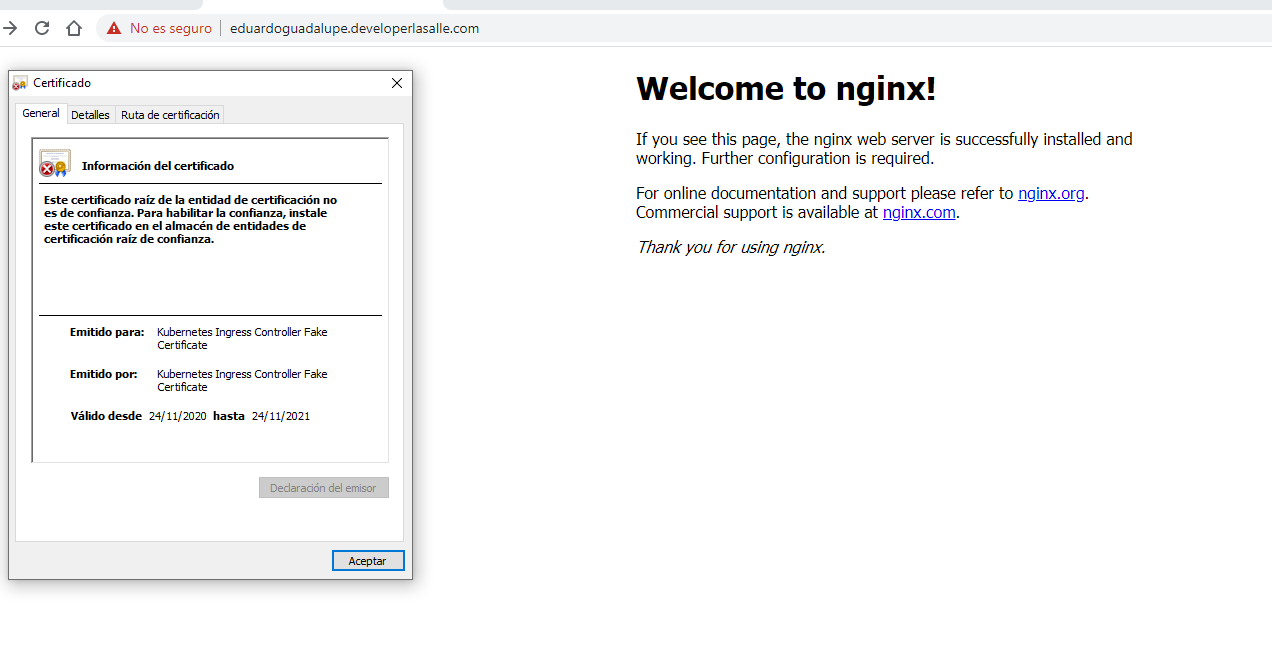 No es seguro | eduardoguadalupe.developerlasalle.com
Certificado
General Detalles Ruta de certificación
Información del certificado
Este certificado raíz de la entidad de certificación no
es de confianza. Para habilitar la confianza, instale
este certificado en el almacén de entidades de
certificación raíz de confianza.
Emitido para: Kubernetes Ingress Controller Fake
Certificate
Emitido por: Kubernetes Ingress Controller Fake
Certificate
Válido desde 24/11/2020 hasta 24/11/2021
Declaración del emisor
Aceptar
Welcome to nginx!
If you see this page, the nginx web server is successfully installed and
working. Further configuration is required.
For online documentation and support please refer to nginx.org.
Commercial support is available at nginx.com.
Thank you for using nginx.